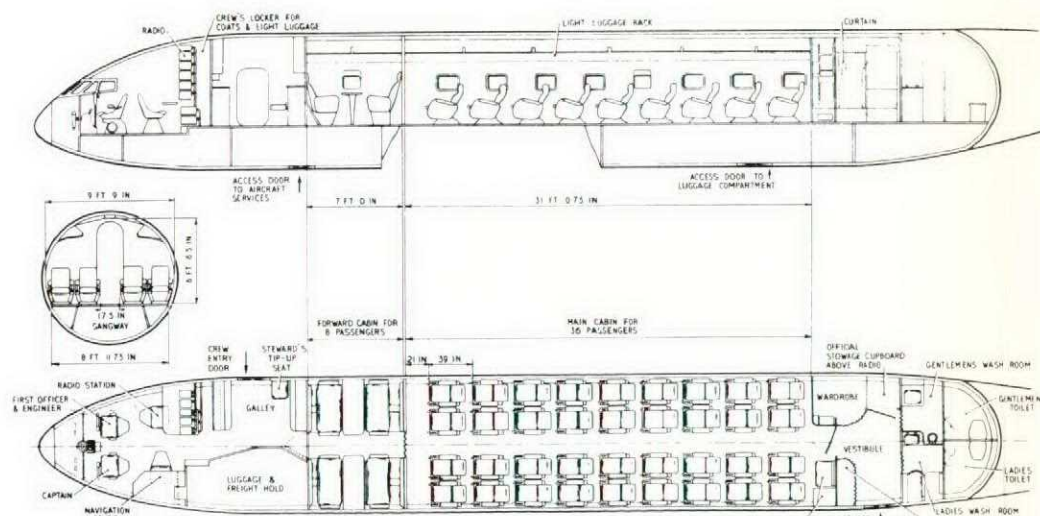 CREW'S LOCKER FOR
COATS & LIGHT LUGGAGE
RADIO
LIGHT LUGGAGE RACK
CURTAIN
ACCESS DOOR
TO AIRCRAFT
SERVICES
ACCESS DOOR TO
LUGGAGE COMPARTMENT
9 FT 9 IN
7 FT 0 IN
31 FT 0.75 IN
6 FT 6.5 IN
17.5 IN
GANGWAY
8 FT 11.75 IN
FORWARD CABIN FOR
8 PASSENGERS
MAIN CABIN FOR
36 PASSENGERS
CREW
ENTRY
DOOR
STEWARD'S
TIP-UP
SEAT
21 IN
39 IN
OFFICIAL
STOWAGE CUPBOARD
ABOVE RADIO
GENTLEMENS WASH ROOM
RADIO STATION
FIRST OFFICER
& ENGINEER
GALLEY
WARDROBE
GENTLEMEN
TOILET
VESTIBULE
LUGGAGE &
FREIGHT HOLD
LADIES
TOILET
CAPTAIN
NAVIGATION
LADIES WASH ROOM